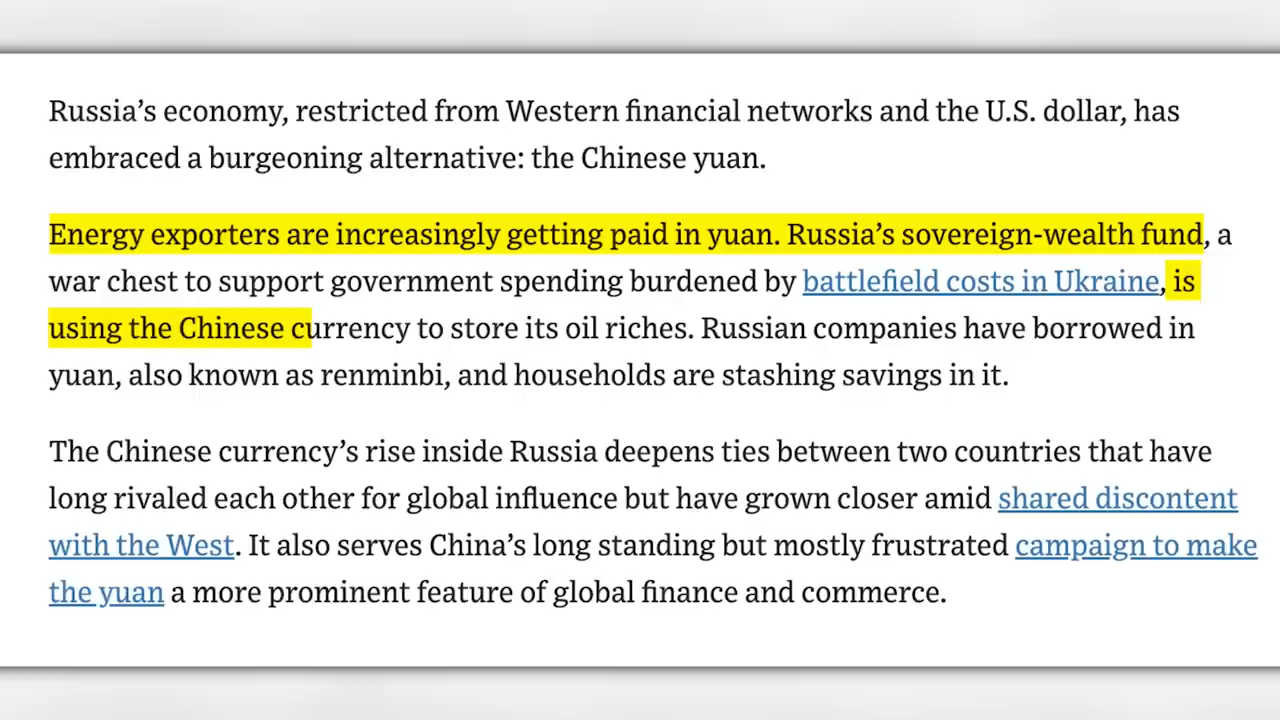 Russia’s economy, restricted from Western financial networks and the U.S. dollar, has
embraced a burgeoning alternative: the Chinese yuan.
Energy exporters are increasingly getting paid in yuan. Russia’s sovereign-wealth fund, a
war chest to support government spending burdened by battlefield costs in Ukraine, is
using the Chinese currency to store its oil riches. Russian companies have borrowed in
yuan, also known as renminbi, and households are stashing savings in it.
The Chinese currency’s rise inside Russia deepens ties between two countries that have
long rivaled each other for global influence but have grown closer amid shared discontent
with the West. It also serves China’s long standing but mostly frustrated campaign to make
the yuan a more prominent feature of global finance and commerce.